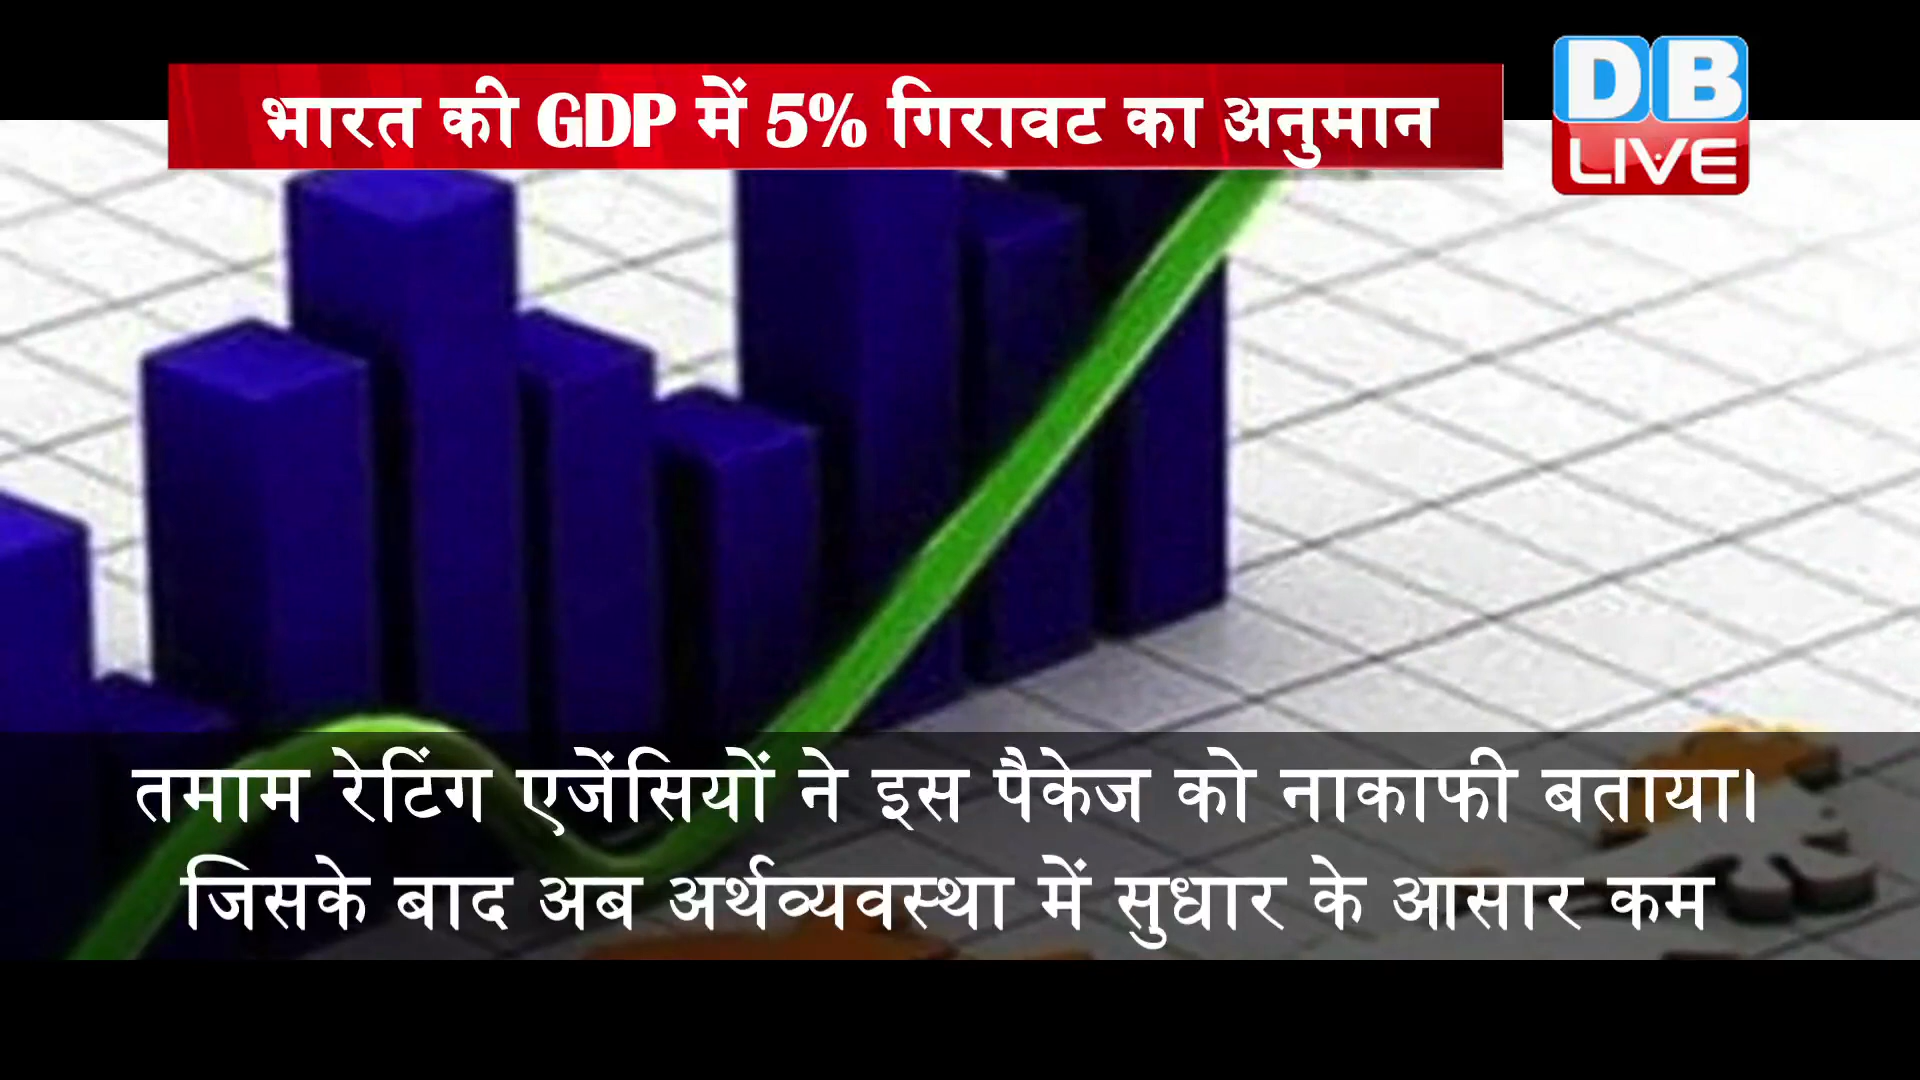 भारत की GDP में 5% गिरावट का अनुमान
DB
LIVE
तमाम रेटिंग एजेंसियों ने इस पैकेज को नाकाफी बताया।
जिसके बाद अब अर्थव्यवस्था में सुधार के आसार कम